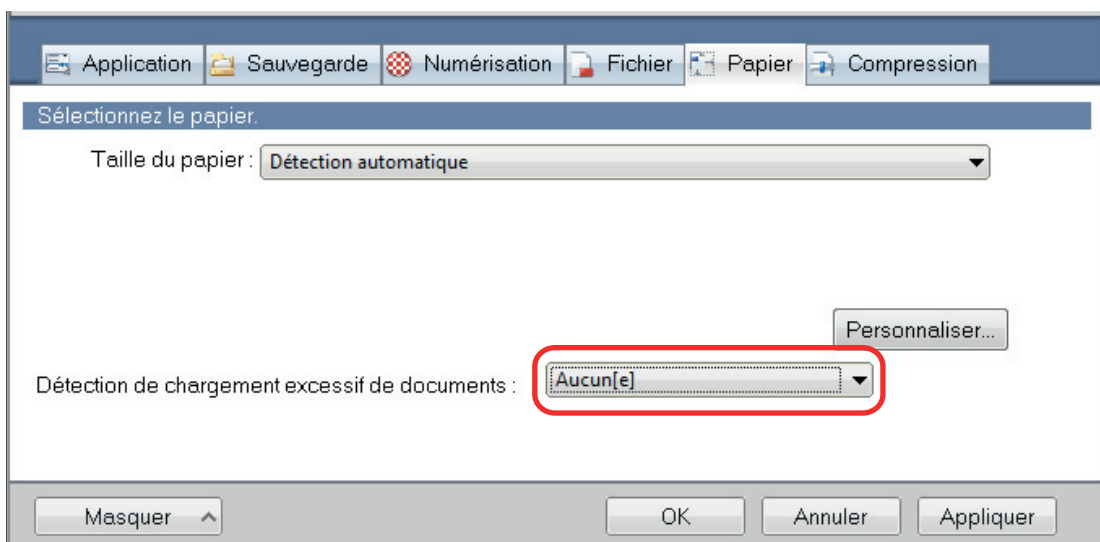 Application Sauvegarde Numérisation Fichier Papier Compression
Sélectionnez le papier.
Taille du papier : Détection automatique
Personnaliser...
Détection de chargement excessif de documents : Aucun[e]
Masquer OK Annuler Appliquer